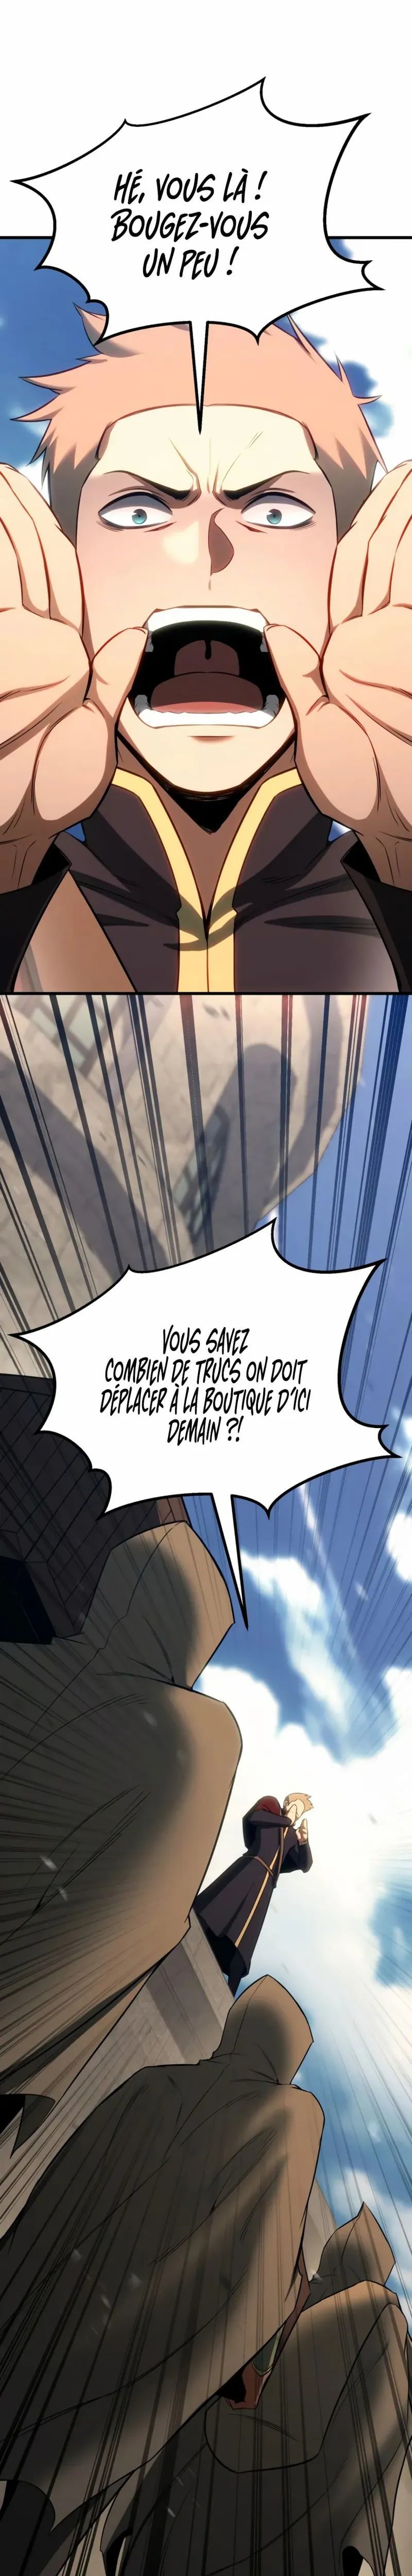 HÉ, VOUS LÀ !
BOUGEZ-VOUS
UN PEU !
VOUS SAVEZ
COMBIEN DE TRUCS ON DOIT
DÉPLACER À LA BOUTIQUE D'ICI
DEMAIN ?!